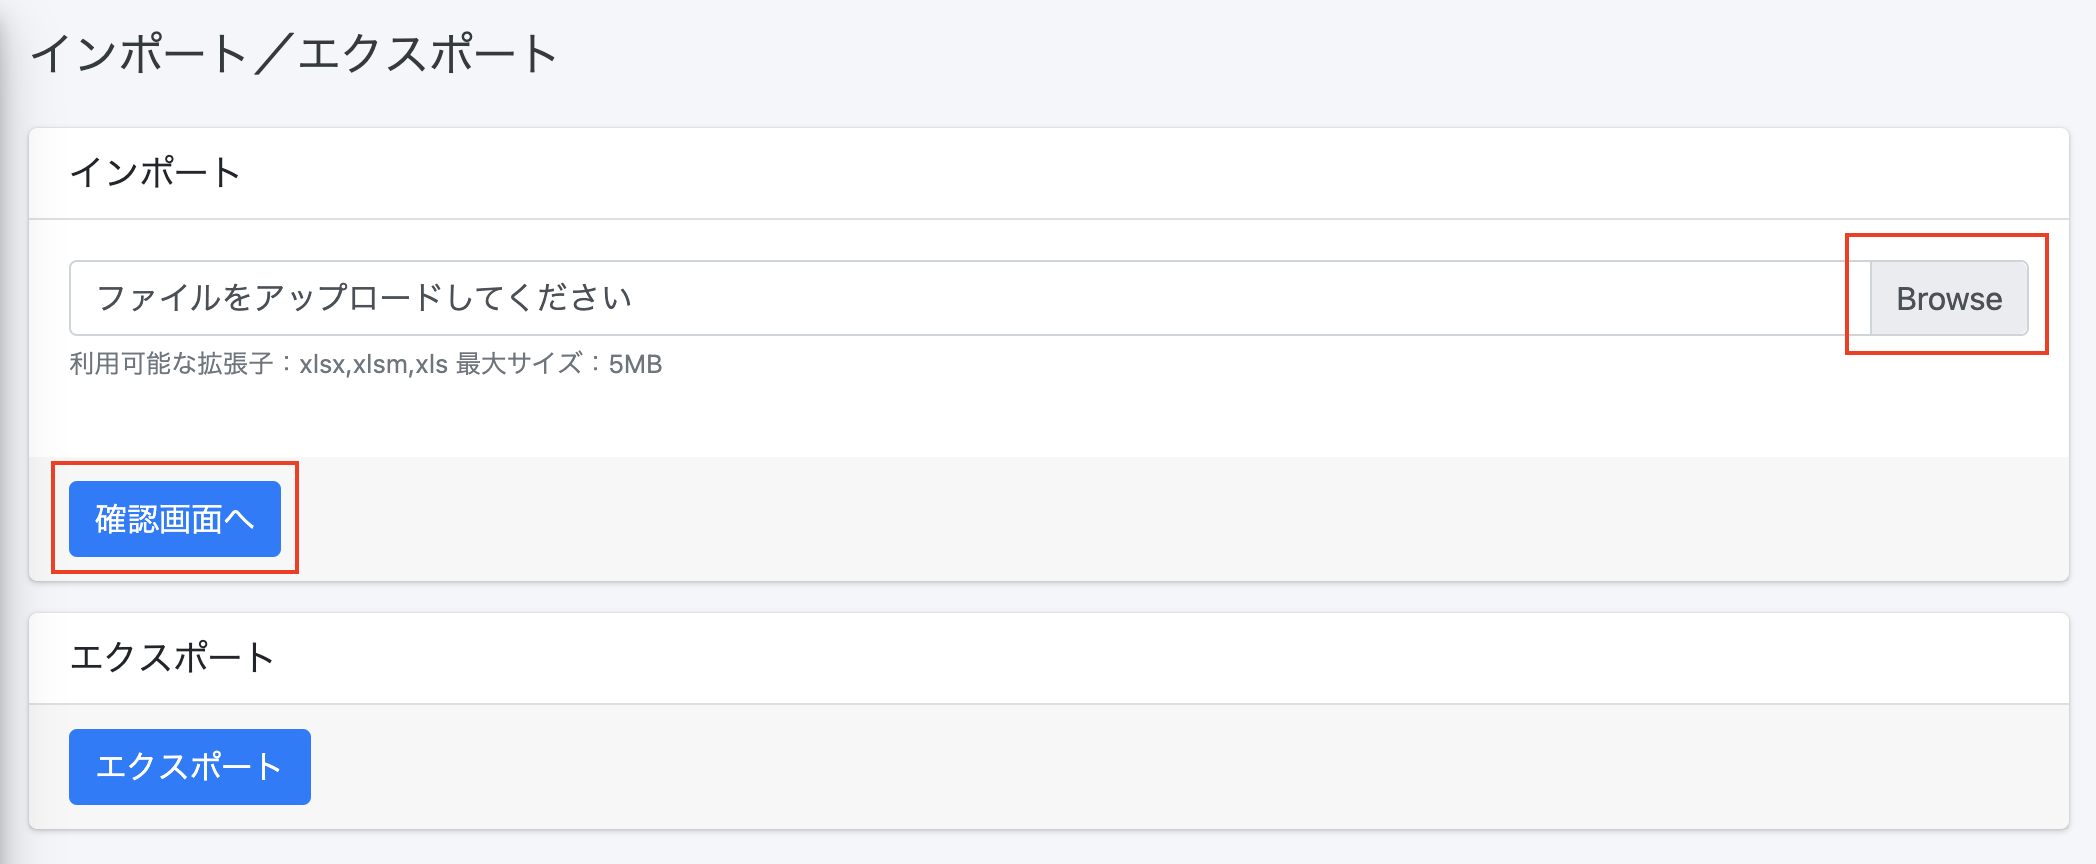 インポート／エクスポート
インポート
ファイルをアップロードしてください
Browse
利用可能な拡張子：xlsx,xlsm,xls 最大サイズ：5MB
確認画面へ
エクスポート
エクスポート